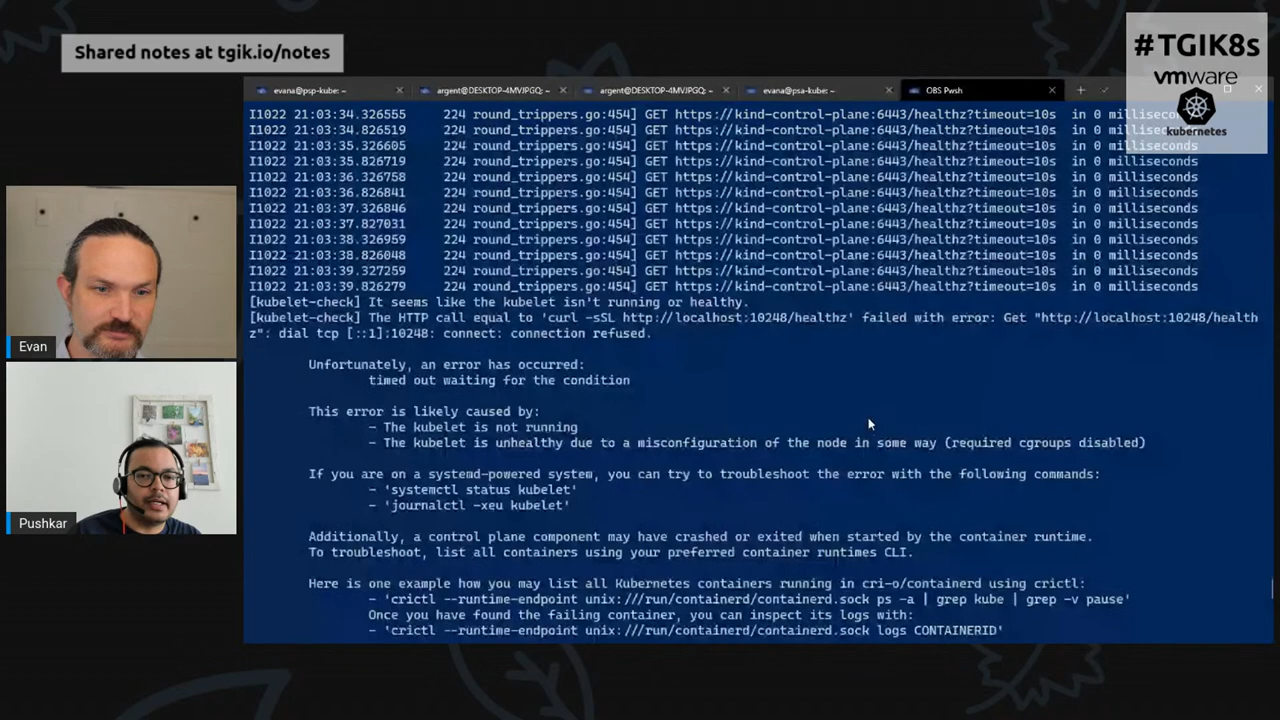 Shared notes at tgik.io/notes
#TGIK8s
vmware
kubernetes
evana@psp-kube: ~
argent@DESKTOP-4MVJPGQ: ~
argent@DESKTOP-4MVJPGQ: ~
evana@psa-kube: ~
OBS Pwsh
I1022 21:03:34.326555 224 round_trippers.go:454] GET https://kind-control-plane:6443/healthz?timeout=10s in 0 milliseconds
I1022 21:03:34.826519 224 round_trippers.go:454] GET https://kind-control-plane:6443/healthz?timeout=10s in 0 milliseconds
I1022 21:03:35.326605 224 round_trippers.go:454] GET https://kind-control-plane:6443/healthz?timeout=10s in 0 milliseconds
I1022 21:03:35.826719 224 round_trippers.go:454] GET https://kind-control-plane:6443/healthz?timeout=10s in 0 milliseconds
I1022 21:03:36.326758 224 round_trippers.go:454] GET https://kind-control-plane:6443/healthz?timeout=10s in 0 milliseconds
I1022 21:03:36.826841 224 round_trippers.go:454] GET https://kind-control-plane:6443/healthz?timeout=10s in 0 milliseconds
I1022 21:03:37.326846 224 round_trippers.go:454] GET https://kind-control-plane:6443/healthz?timeout=10s in 0 milliseconds
I1022 21:03:37.827031 224 round_trippers.go:454] GET https://kind-control-plane:6443/healthz?timeout=10s in 0 milliseconds
I1022 21:03:38.326959 224 round_trippers.go:454] GET https://kind-control-plane:6443/healthz?timeout=10s in 0 milliseconds
I1022 21:03:38.826048 224 round_trippers.go:454] GET https://kind-control-plane:6443/healthz?timeout=10s in 0 milliseconds
I1022 21:03:39.327259 224 round_trippers.go:454] GET https://kind-control-plane:6443/healthz?timeout=10s in 0 milliseconds
I1022 21:03:39.826279 224 round_trippers.go:454] GET https://kind-control-plane:6443/healthz?timeout=10s in 0 milliseconds
[kubelet-check] It seems like the kubelet isn't running or healthy.
[kubelet-check] The HTTP call equal to 'curl -sSL http://localhost:10248/healthz' failed with error: Get "http://localhost:10248/health
z": dial tcp [::1]:10248: connect: connection refused.
Unfortunately, an error has occurred:
timed out waiting for the condition
This error is likely caused by:
- The kubelet is not running
- The kubelet is unhealthy due to a misconfiguration of the node in some way (required cgroups disabled)
If you are on a systemd-powered system, you can try to troubleshoot the error with the following commands:
- 'systemctl status kubelet'
- 'journalctl -xeu kubelet'
Additionally, a control plane component may have crashed or exited when started by the container runtime.
To troubleshoot, list all containers using your preferred container runtimes CLI.
Here is one example how you may list all Kubernetes containers running in cri-o/containerd using crictl:
- 'crictl --runtime-endpoint unix:///run/containerd/containerd.sock ps -a | grep kube | grep -v pause'
Once you have found the failing container, you can inspect its logs with:
- 'crictl --runtime-endpoint unix:///run/containerd/containerd.sock logs CONTAINERID'
Evan
Pushkar